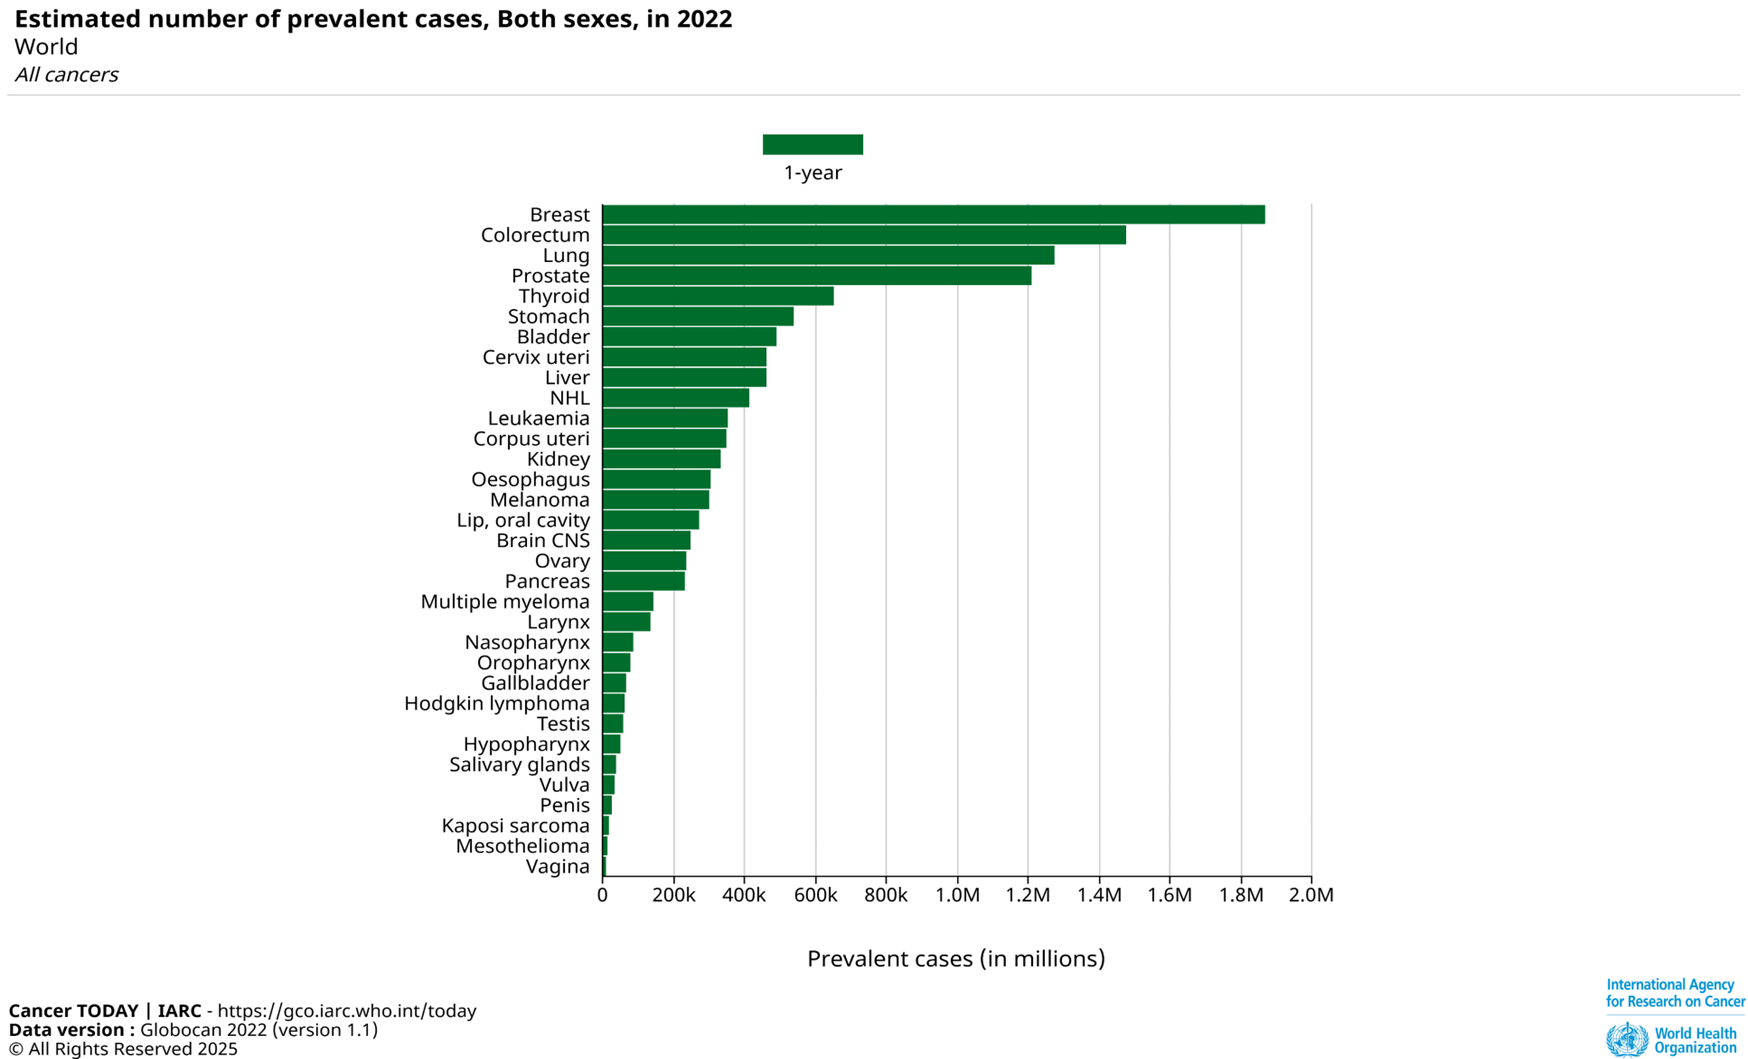 Estimated number of prevalent cases, Both sexes, in 2022
World
All cancers
1-year
Breast
Colorectum
Lung
Prostate
Thyroid
Stomach
Bladder
Cervix uteri
Liver
NHL
Leukaemia
Corpus uteri
Kidney
Oesophagus
Melanoma
Lip, oral cavity
Brain CNS
Ovary
Pancreas
Multiple myeloma
Larynx
Nasopharynx
Oropharynx
Gallbladder
Hodgkin lymphoma
Testis
Hypopharynx
Salivary glands
Vulva
Penis
Kaposi sarcoma
Mesothelioma
Vagina
0 200k 400k 600k 800k 1.0M 1.2M 1.4M 1.6M 1.8M 2.0M
Prevalent cases (in millions)
Cancer TODAY | IARC - https://gco.iarc.who.int/today
Data version : Globocan 2022 (version 1.1)
© All Rights Reserved 2025
International Agency
for Research on Cancer
World Health
Organization